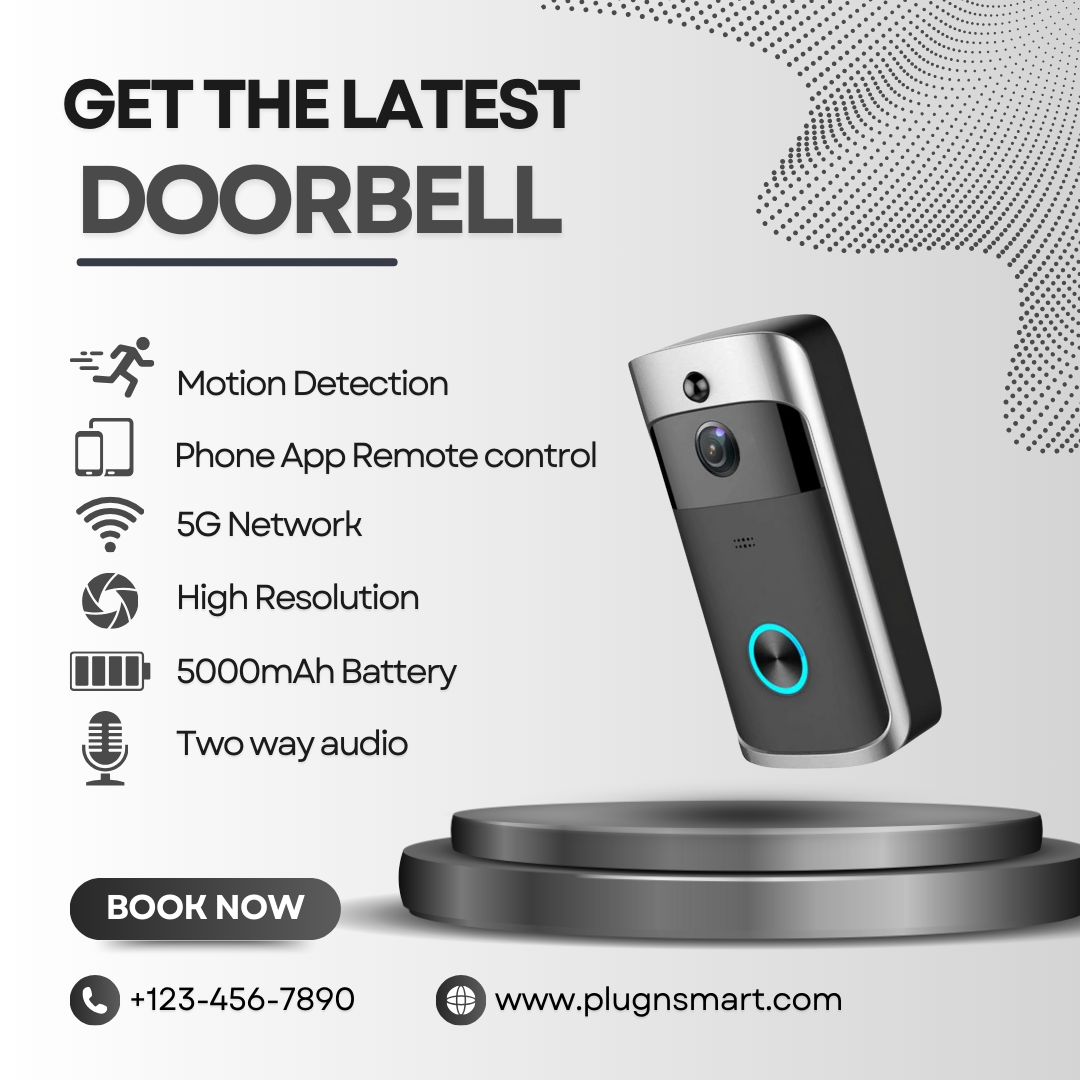 GET THE LATEST
DOORBELL
Motion Detection
Phone App Remote control
5G Network
High Resolution
5000mAh Battery
Two way audio
BOOK NOW
+123-456-7890
www.plugnsmart.com